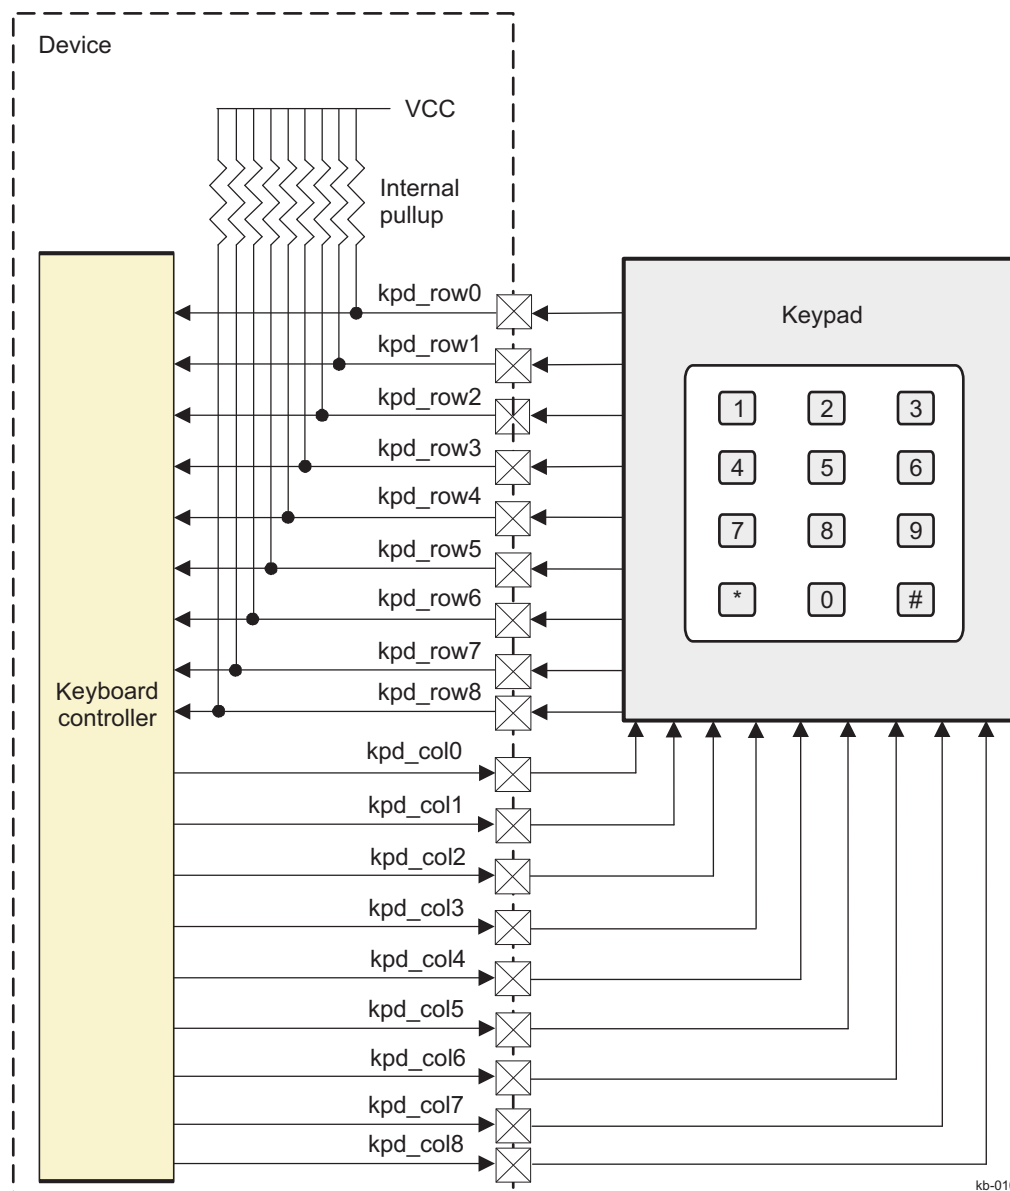 Device
VCC
Internal
pullup
kpd_row0
Keypad
kpd_row1
kpd_row2
1 2 3
kpd_row3
4 5 6
kpd_row4
7 8 9
kpd_row5
kpd_row6
* 0 #
kpd_row7
Keyboard
controller
kpd_row8
kpd_col0
kpd_col1
kpd_col2
kpd_col3
kpd_col4
kpd_col5
kpd_col6
kpd_col7
kpd_col8